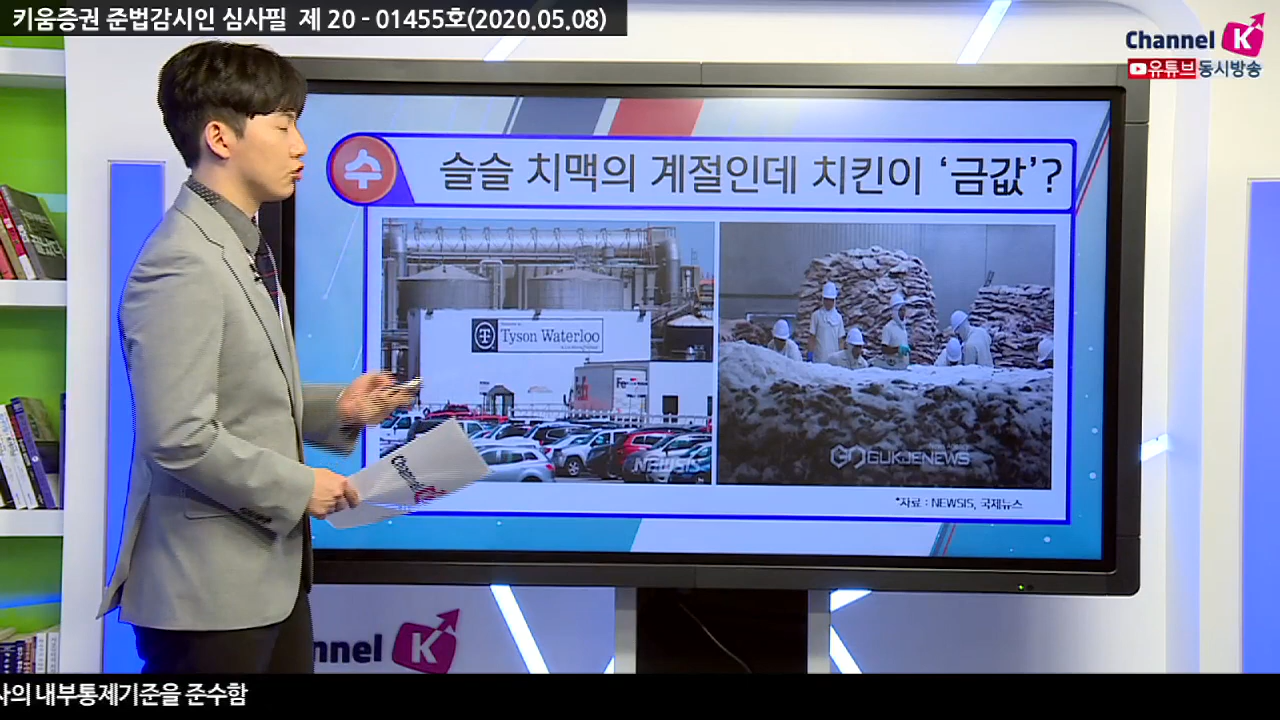 키움증권 준법감시인 심사필 제 20 - 01455호(2020.05.08)
Channel K
유튜브동시방송
수
슬슬 치맥의 계절인데 치킨이 ‘금값’?
Tyson Waterloo
NEWSIS
GUKJENEWS
*자료 : NEWSIS, 국제뉴스
Channel
nnel K
사의 내부통제기준을 준수함